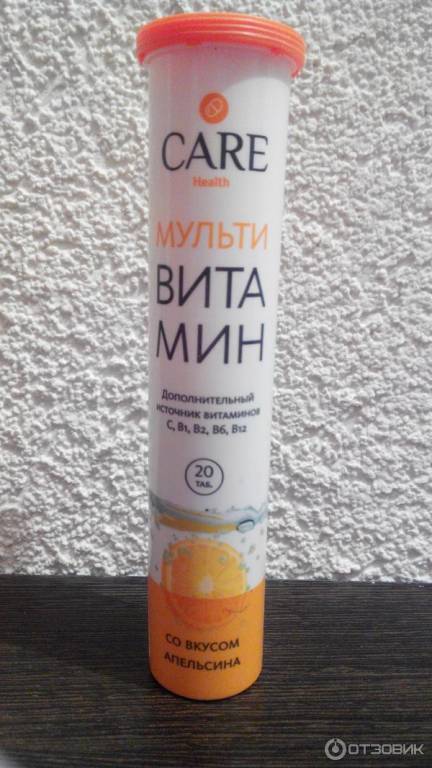 CARE
Health
МУЛЬТИ
ВИТА
МИН
ДОПОЛНИТЕЛЬНЫЙ
ИСТОЧНИК ВИТАМИНОВ
C, B1, B2, B6, B12
20
ТАБ.
СО ВКУСОМ
АПЕЛЬСИНА
ОТЗОВИК